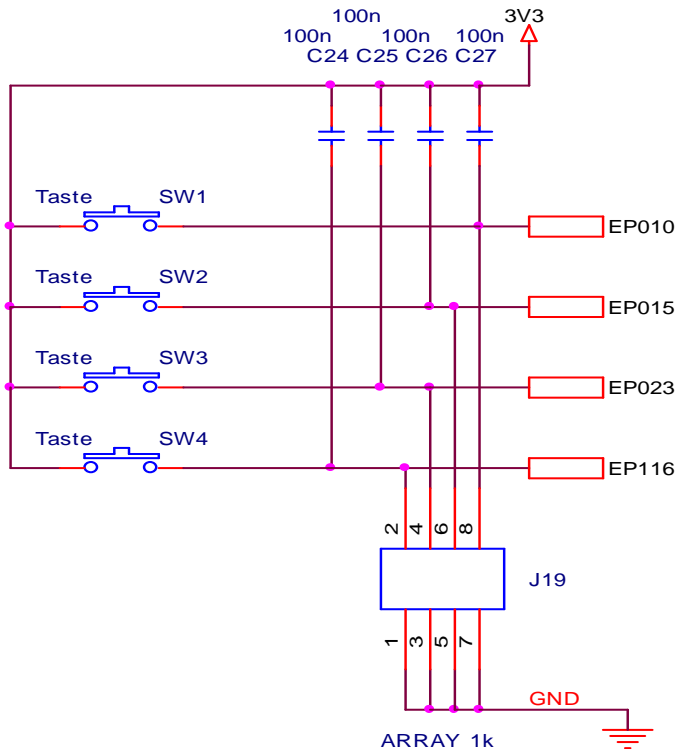 100n
3V3
100n 100n 100n
C24 C25 C26 C27
Taste SW1
EP010
Taste SW2
EP015
Taste SW3
EP023
Taste SW4
EP116
2 4 6 8
J19
1 3 5 7
GND
ARRAY 1k